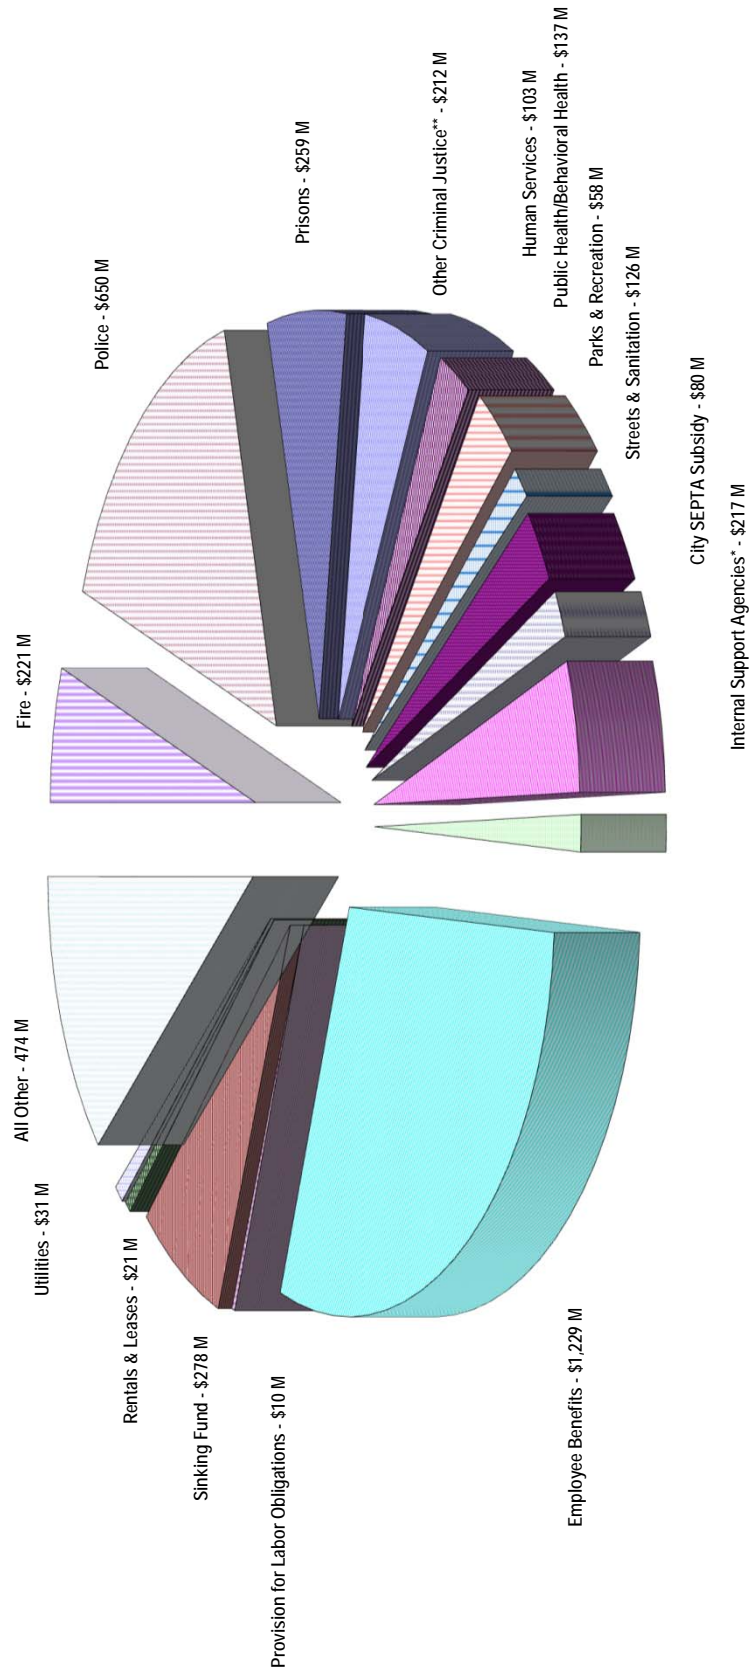 Fire - $221 M
Police - $650 M
Prisons - $259 M
Other Criminal Justice** - $212 M
Human Services - $103 M
Public Health/Behavioral Health - $137 M
Parks & Recreation - $58 M
Streets & Sanitation - $126 M
City SEPTA Subsidy - $80 M
Internal Support Agencies* - $217 M
Employee Benefits - $1,229 M
Provision for Labor Obligations - $10 M
Sinking Fund - $278 M
Rentals & Leases - $21 M
Utilities - $31 M
All Other - 474 M